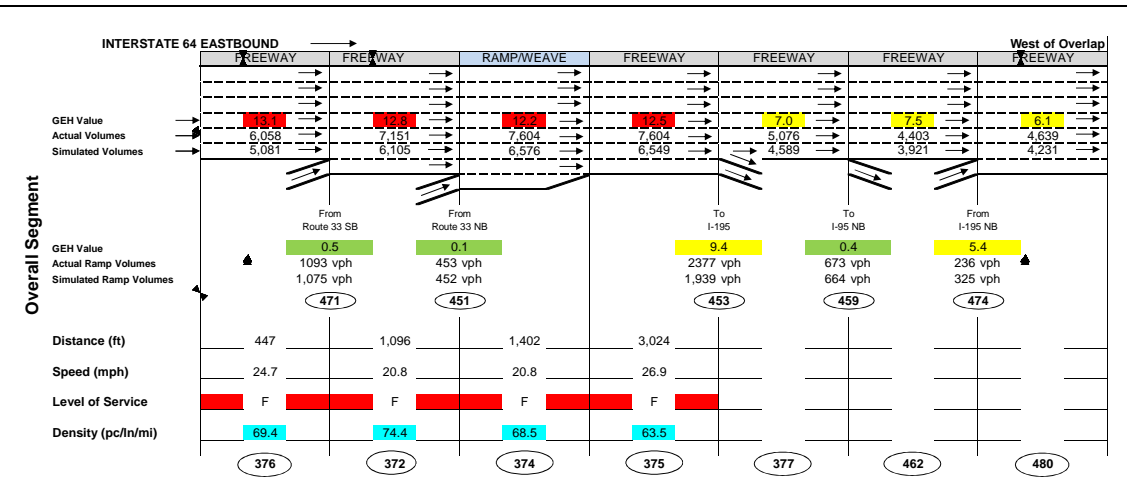 INTERSTATE 64 EASTBOUND West of Overlap
FREEWAY FREEWAY RAMP/WEAVE FREEWAY FREEWAY FREEWAY FREEWAY
GEH Value 13.1 12.8 12.2 12.5 7.0 7.5 6.1
Actual Volumes 6,058 7,151 7,604 7,604 5,076 4,403 4,639
Simulated Volumes 5,081 6,105 6,576 6,549 4,589 3,921 4,231
Overall Segment
From From To To From
Route 33 SB Route 33 NB I-195 I-95 NB I-195 NB
GEH Value 0.5 0.1 9.4 0.4 5.4
Actual Ramp Volumes 1093 vph 453 vph 2377 vph 673 vph 236 vph
Simulated Ramp Volumes 1,075 vph 452 vph 1,939 vph 664 vph 325 vph
471 451 453 459 474
Distance (ft) 447 1,096 1,402 3,024
Speed (mph) 24.7 20.8 20.8 26.9
Level of Service F F F F
Density (pc/ln/mi) 69.4 74.4 68.5 63.5
376 372 374 375 377 462 480